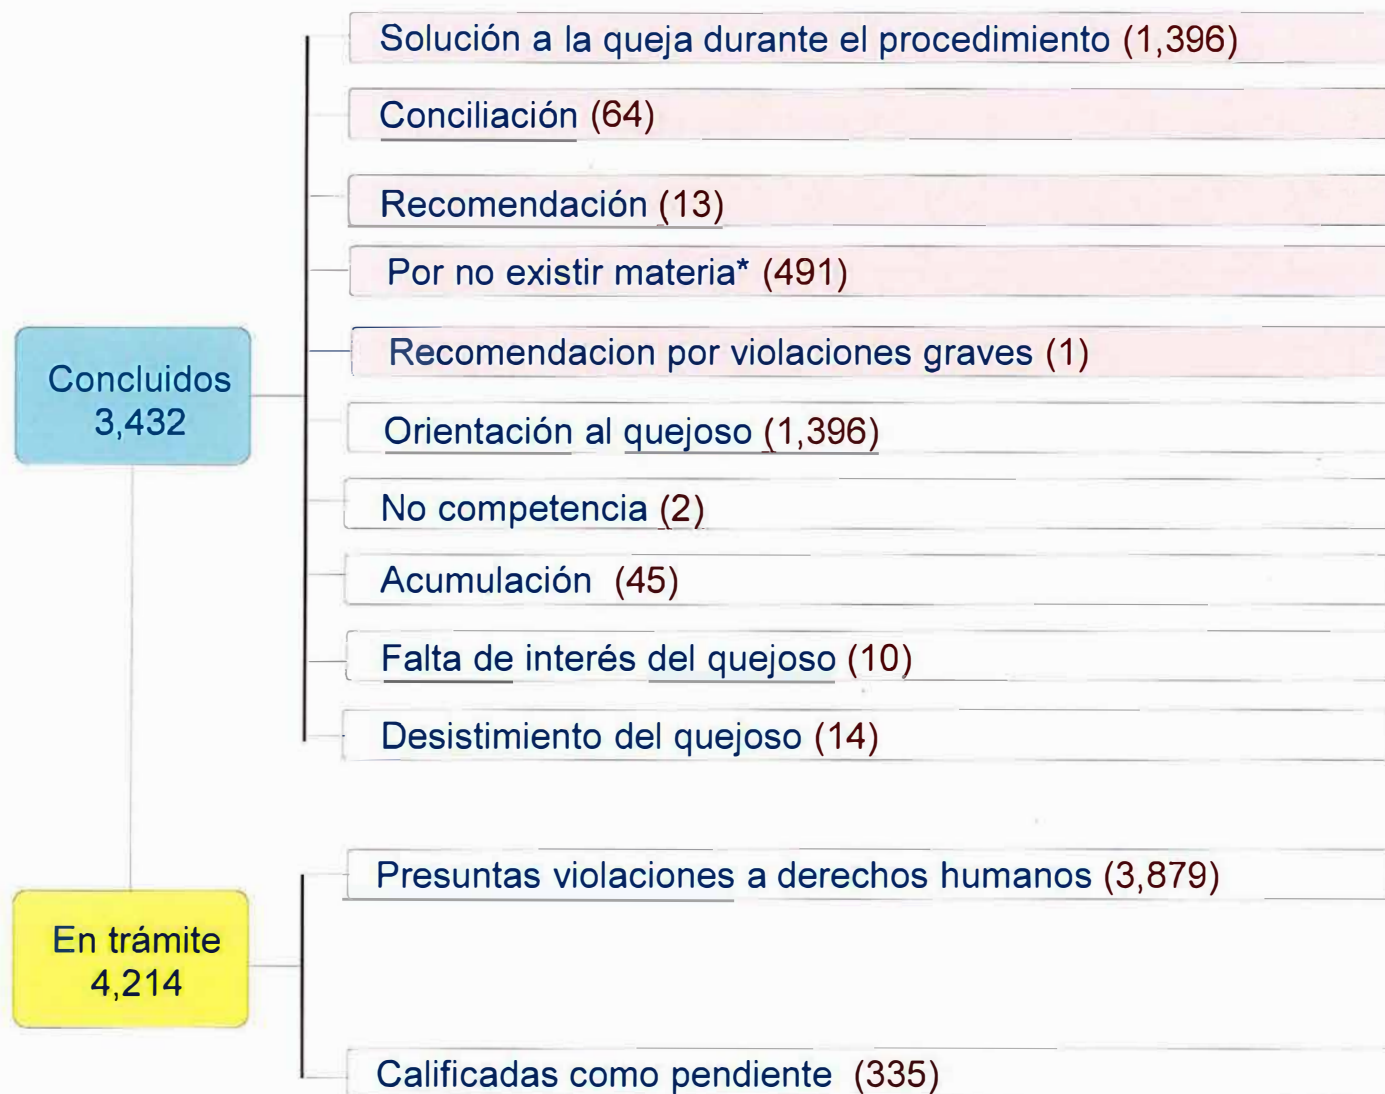 Solución a la queja durante el procedimiento (1,396)
Conciliación (64)
Recomendación (13)
Por no existir materia* (491)
Recomendacion por violaciones graves (1)
Concluidos
3,432
Orientación al quejoso (1,396)
No competencia (2)
Acumulación (45)
Falta de interés del quejoso (10)
Desistimiento del quejoso (14)
Presuntas violaciones a derechos humanos (3,879)
En trámite
4,214
Calificadas como pendiente (335)